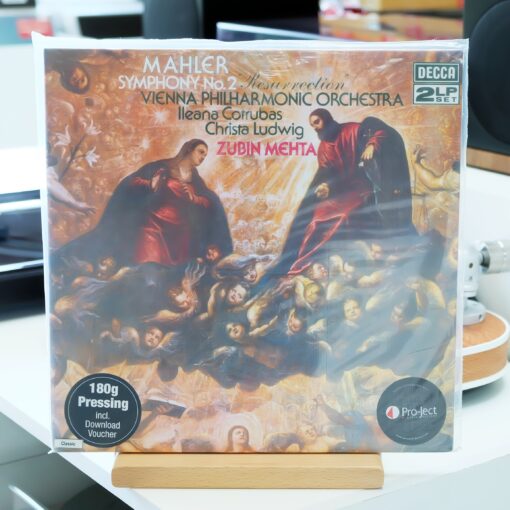 MAHLER
SYMPHONY No. 2 Resurrection
VIENNA PHILHARMONIC ORCHESTRA
Ileana Cotrubas
Christa Ludwig
ZUBIN MEHTA
DECCA
2LP
SET
180g
Pressing
incl.
Download
Voucher
Classic
Pro-Ject